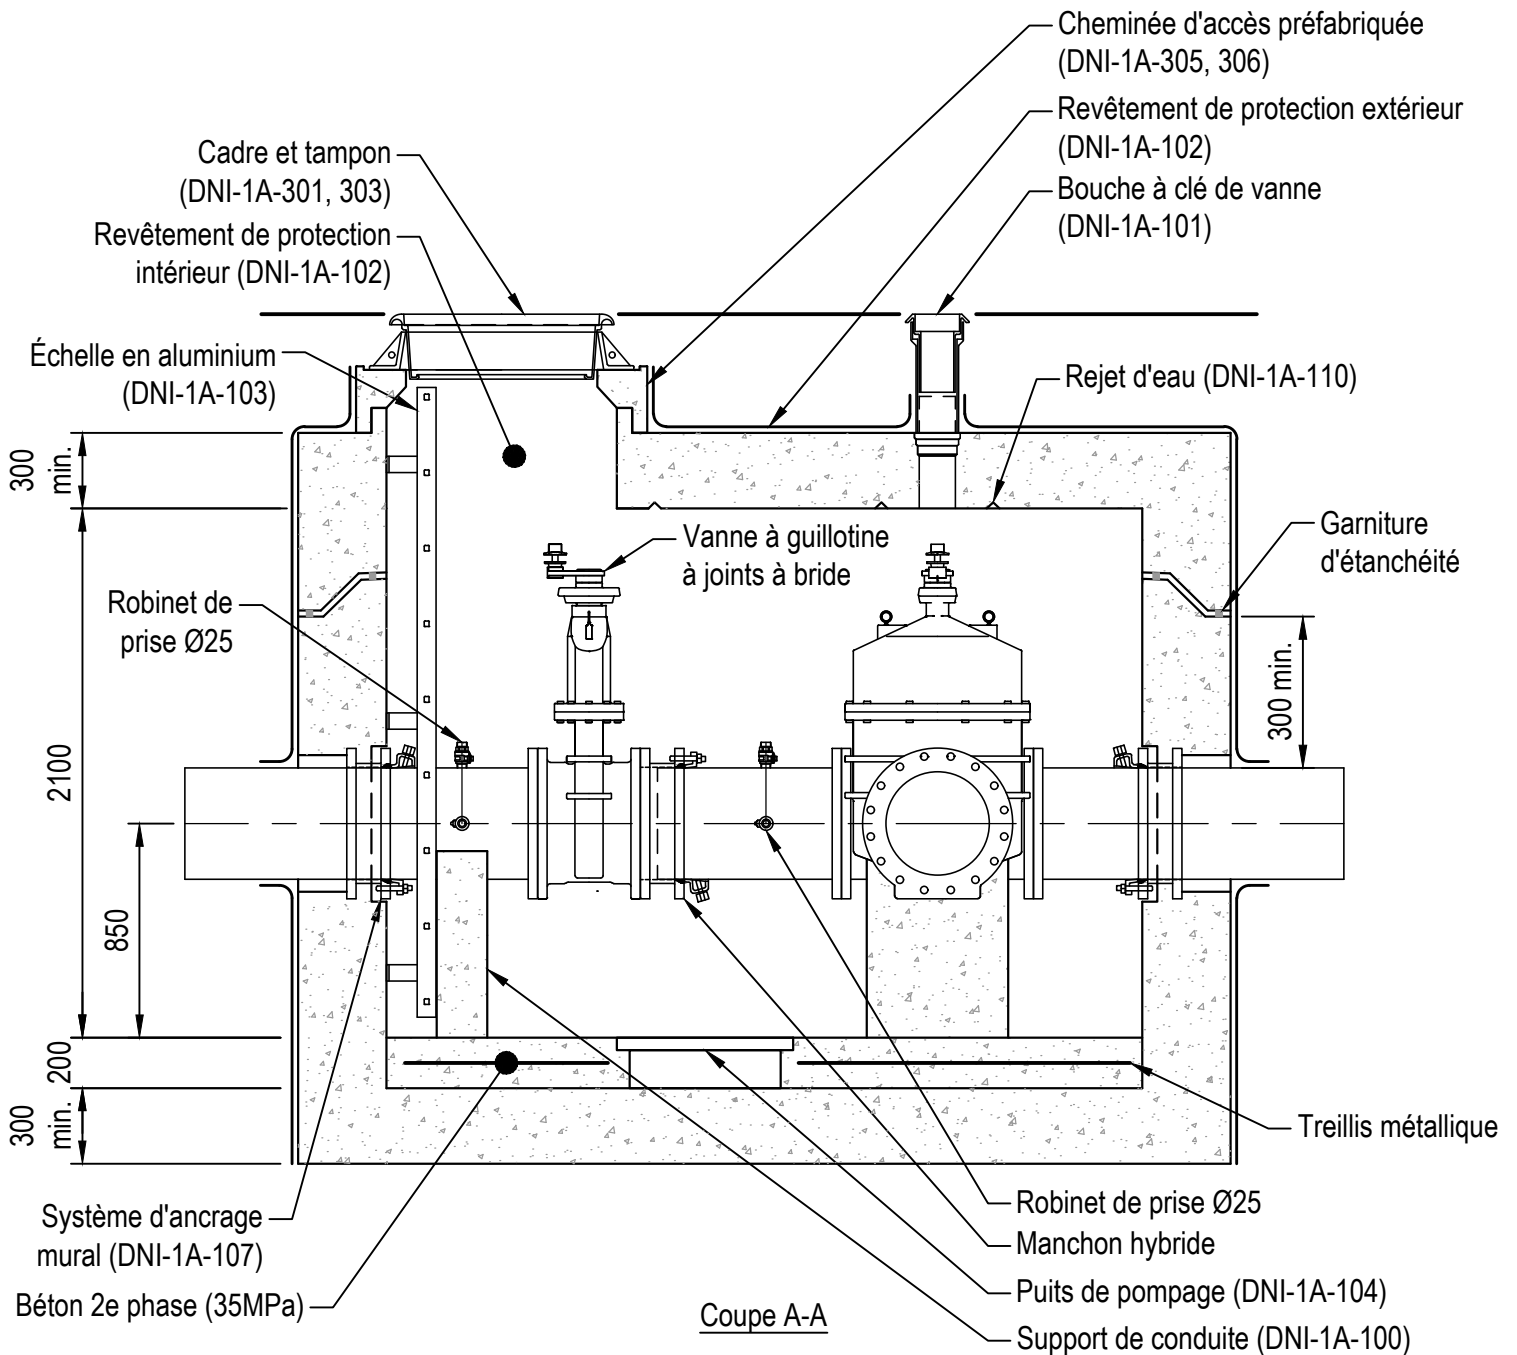 Cheminée d'accès préfabriquée
(DNI-1A-305, 306)
Revêtement de protection extérieur
(DNI-1A-102)
Bouche à clé de vanne
(DNI-1A-101)
Cadre et tampon
(DNI-1A-301, 303)
Revêtement de protection
intérieur (DNI-1A-102)
Échelle en aluminium
(DNI-1A-103)
Rejet d'eau (DNI-1A-110)
300
min.
Vanne à guillotine
à joints à bride
Garniture
d'étanchéité
Robinet de
prise Ø25
300 min.
2100
850
200
300
min.
Treillis métallique
Système d'ancrage
mural (DNI-1A-107)
Béton 2e phase (35MPa)
Robinet de prise Ø25
Manchon hybride
Puits de pompage (DNI-1A-104)
Support de conduite (DNI-1A-100)
Coupe A-A